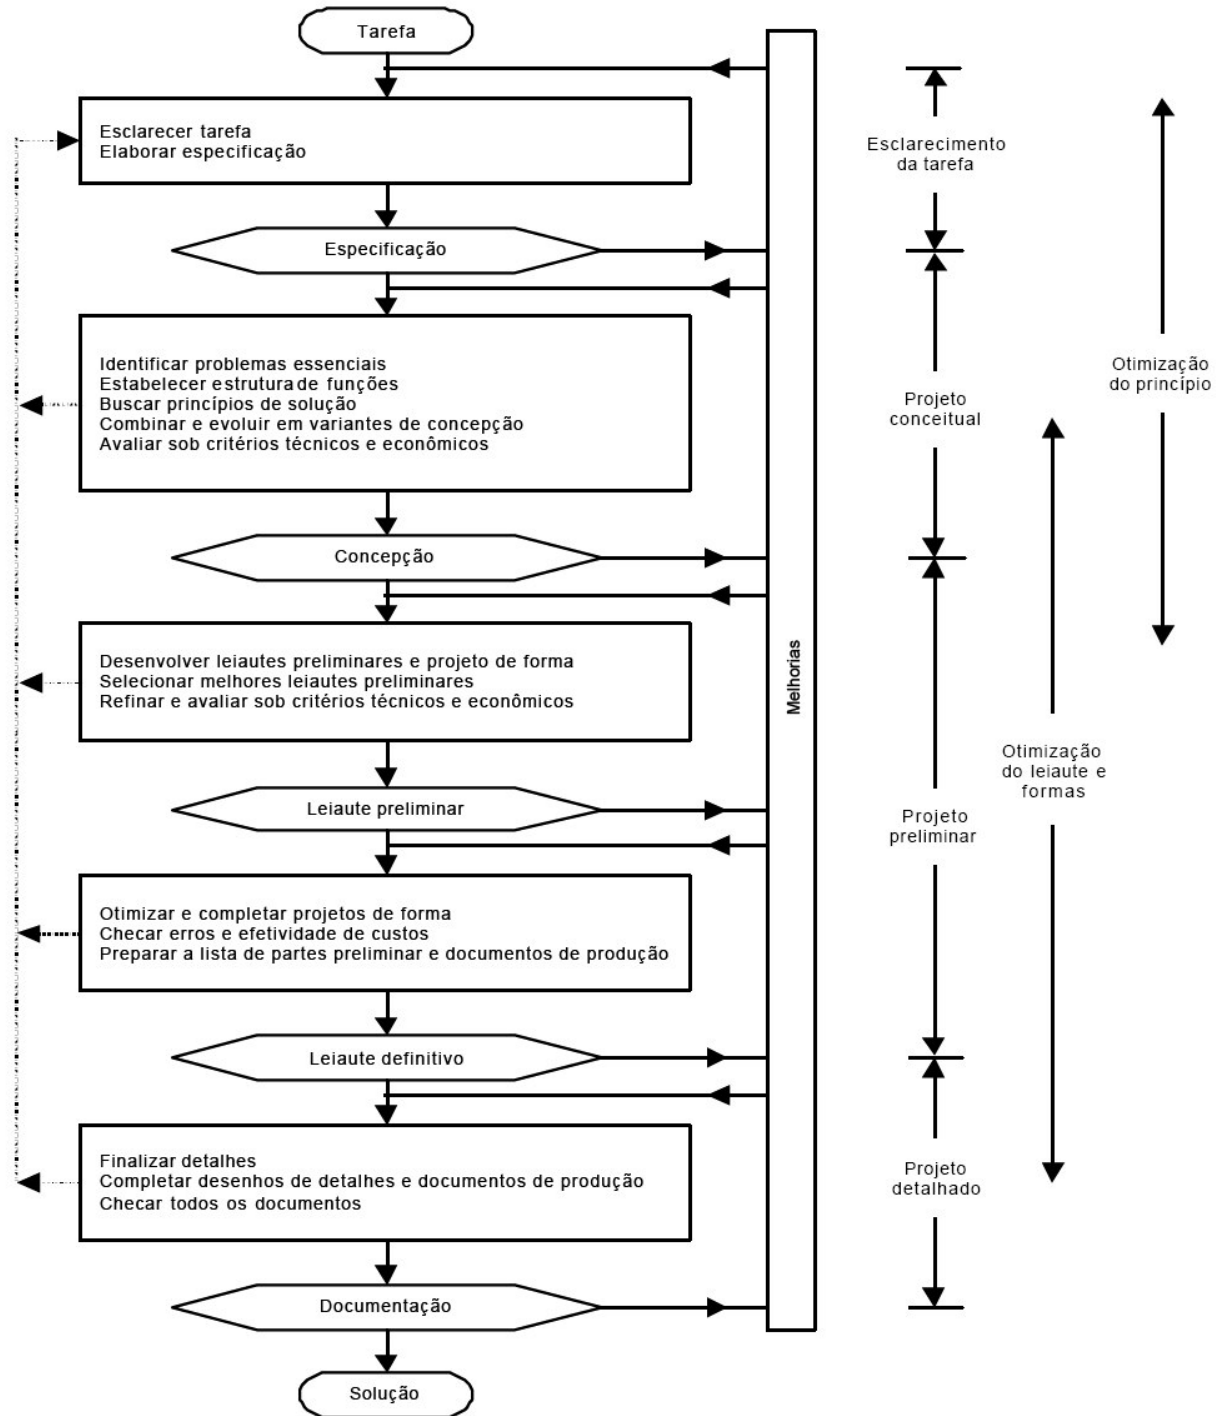 Tarefa
Esclarecer tarefa
Elaborar especificação
Esclarecimento
da tarefa
Especificação
Identificar problemas essenciais
Estabelecer estrutura de funções
Buscar princípios de solução
Combinar e evoluir em variantes de concepção
Avaliar sob critérios técnicos e econômicos
Projeto
conceitual
Otimização
do princípio
Concepção
Desenvolver leiautes preliminares e projeto de forma
Selecionar melhores leiautes preliminares
Refinar e avaliar sob critérios técnicos e econômicos
Melhorias
Otimização
do leiaute e
formas
Leiaute preliminar
Projeto
preliminar
Otimizar e completar projetos de forma
Checar erros e efetividade de custos
Preparar a lista de partes preliminar e documentos de produção
Leiaute definitivo
Finalizar detalhes
Completar desenhos de detalhes e documentos de produção
Checar todos os documentos
Projeto
detalhado
Documentação
Solução